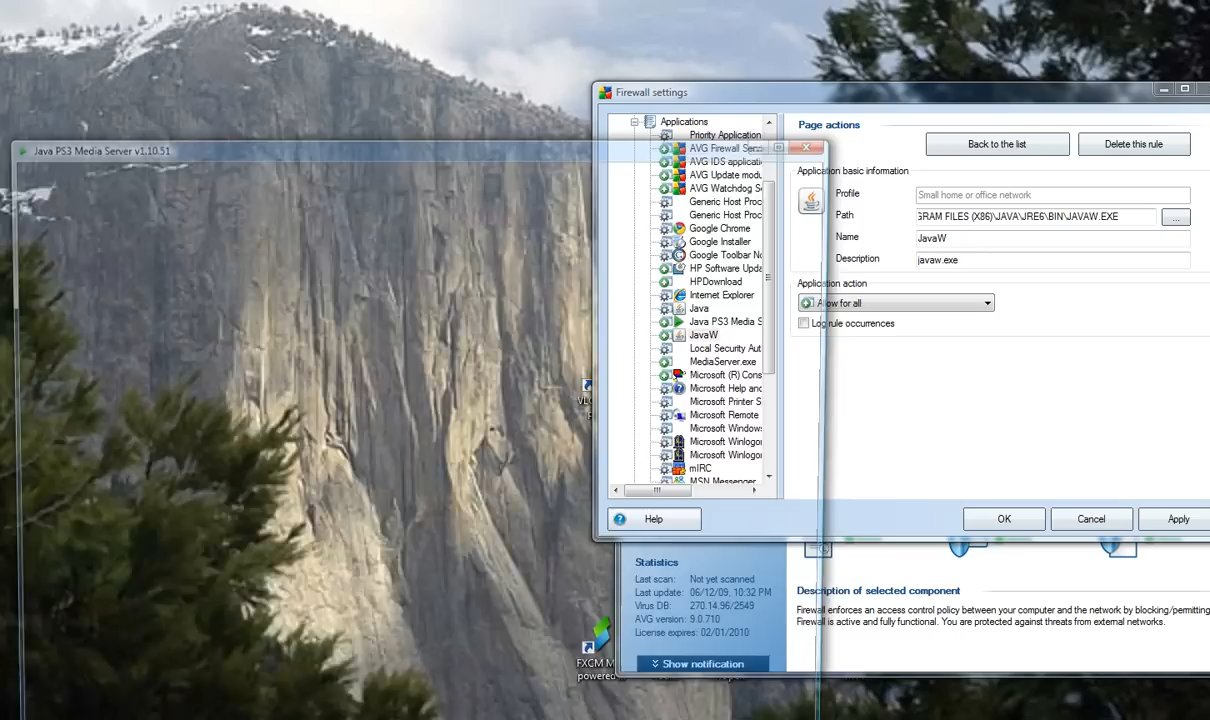 Firewall settings
Java PS3 Media Server v1.10.51
Applications
Priority Application
AVG Firewall Serv
AVG IDS applicati
AVG Update modu
AVG Watchdog Se
Generic Host Proc
Generic Host Proc
Google Chrome
Google Installer
Google Toolbar No
HP Software Upda
HPDownload
Internet Explorer
Java
Java PS3 Media S
JavaW
Local Security Aut
MediaServer.exe
Microsoft (R) Cons
Microsoft Help and
Microsoft Printer S
Microsoft Remote
Microsoft Window
Microsoft Winlogo
Microsoft Winlogo
mIRC
MSN Messenger
Page actions
Back to the list
Delete this rule
Application basic information
Profile
Small home or office network
Path
GRAM FILES (X86)\JAVA\JRE6\BIN\JAVAW.EXE
...
Name
JavaW
Description
javaw.exe
Application action
Allow for all
Log rule occurrences
Help
OK
Cancel
Apply
Statistics
Last scan: Not yet scanned
Last update: 06/12/09, 10:32 PM
Virus DB: 270.14.96/2549
AVG version: 9.0.710
License expires: 02/01/2010
Show notification
Description of selected component
Firewall enforces an access control policy between your computer and the network by blocking/permitting
Firewall is active and fully functional. You are protected against threats from external networks.
FXCM M
powered